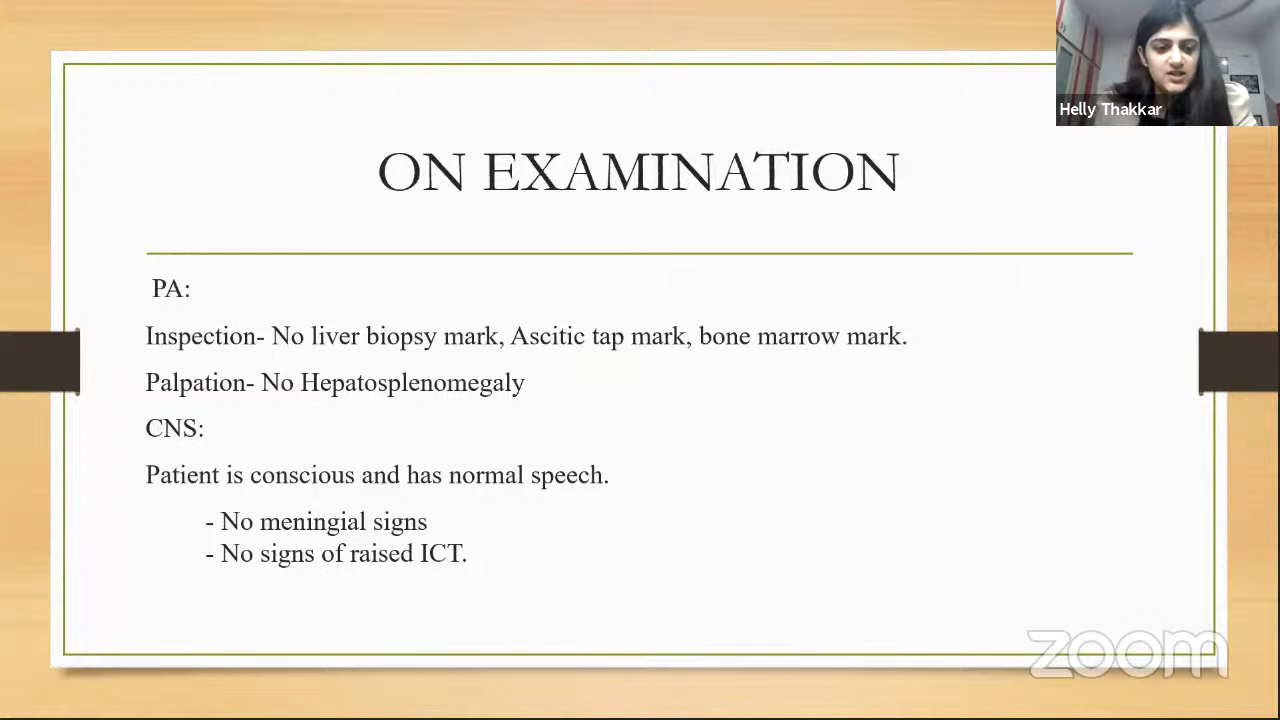 Helly Thakkar
ON EXAMINATION
PA:
Inspection- No liver biopsy mark, Ascitic tap mark, bone marrow mark.
Palpation- No Hepatosplenomegaly
CNS:
Patient is conscious and has normal speech.
- No meningial signs
- No signs of raised ICT.
zoom